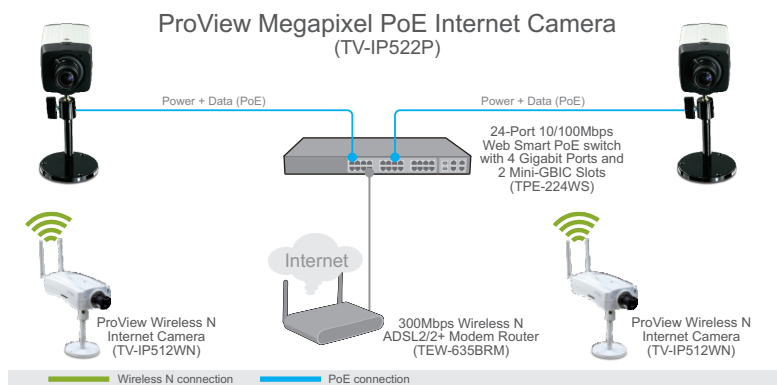 ProView Megapixel PoE Internet Camera
(TV-IP522P)
Power + Data (PoE)
Power + Data (PoE)
24-Port 10/100Mbps
Web Smart PoE switch
with 4 Gigabit Ports and
2 Mini-GBIC Slots
(TPE-224WS)
Internet
ProView Wireless N
Internet Camera
(TV-IP512WN)
300Mbps Wireless N
ADSL2/2+ Modem Router
(TEW-635BRM)
ProView Wireless N
Internet Camera
(TV-IP512WN)
Wireless N connection
PoE connection